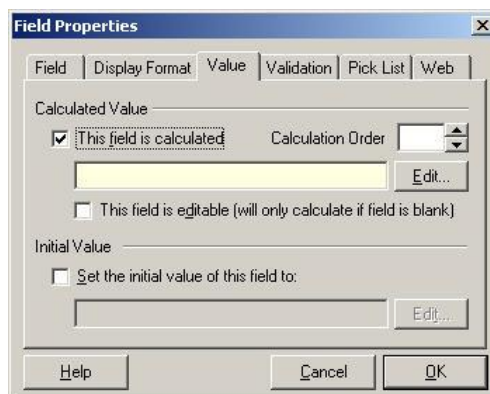 Field Properties
Field Display Format Value Validation Pick List Web
Calculated Value
This field is calculated Calculation Order
Edit...
This field is editable (will only calculate if field is blank)
Initial Value
Set the initial value of this field to:
Edit...
Help Cancel OK